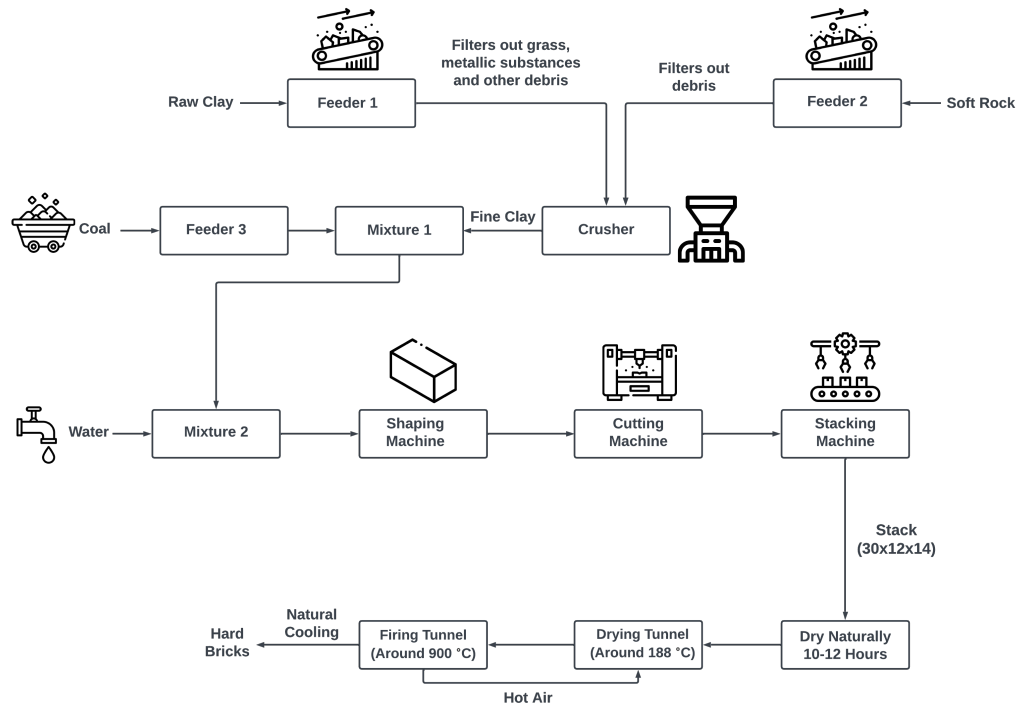 Filters out grass,
metallic substances
and other debris
Filters out
debris
Raw Clay
Feeder 1
Feeder 2
Soft Rock
Coal
Feeder 3
Mixture 1
Fine Clay
Crusher
Water
Mixture 2
Shaping
Machine
Cutting
Machine
Stacking
Machine
Stack
(30x12x14)
Hard
Bricks
Natural
Cooling
Firing Tunnel
(Around 900 °C)
Drying Tunnel
(Around 188 °C)
Dry Naturally
10-12 Hours
Hot Air